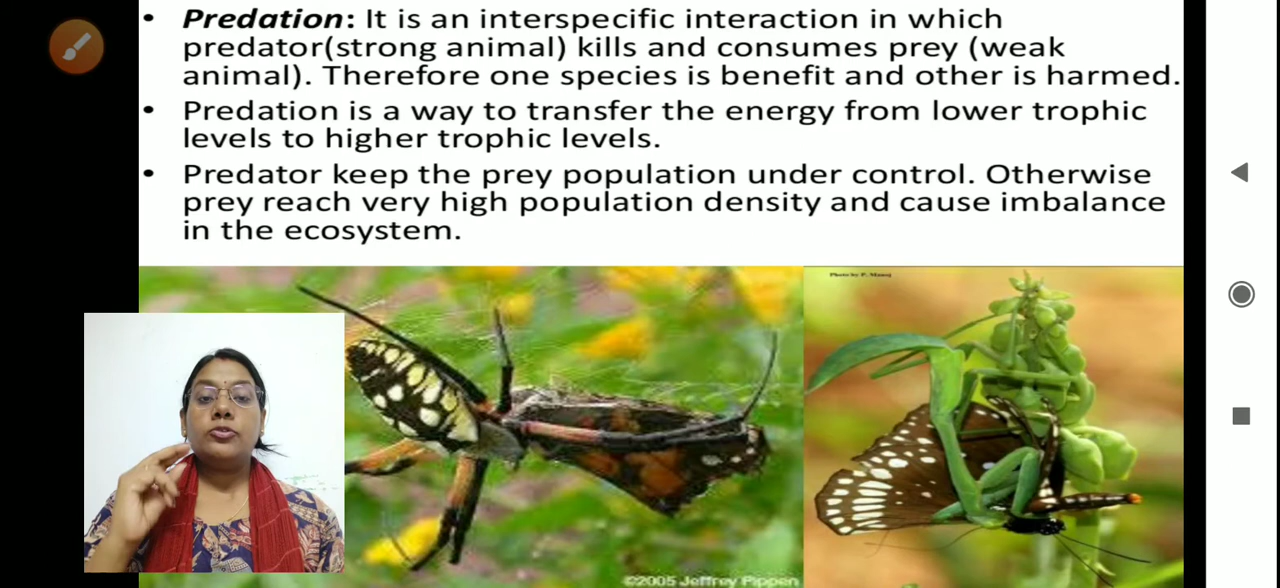 • Predation: It is an interspecific interaction in which
predator(strong animal) kills and consumes prey (weak
animal). Therefore one species is benefit and other is harmed.
• Predation is a way to transfer the energy from lower trophic
levels to higher trophic levels.
• Predator keep the prey population under control. Otherwise
prey reach very high population density and cause imbalance
in the ecosystem.
Photo by P. Manoj
©2005 Jeffrey Pippen